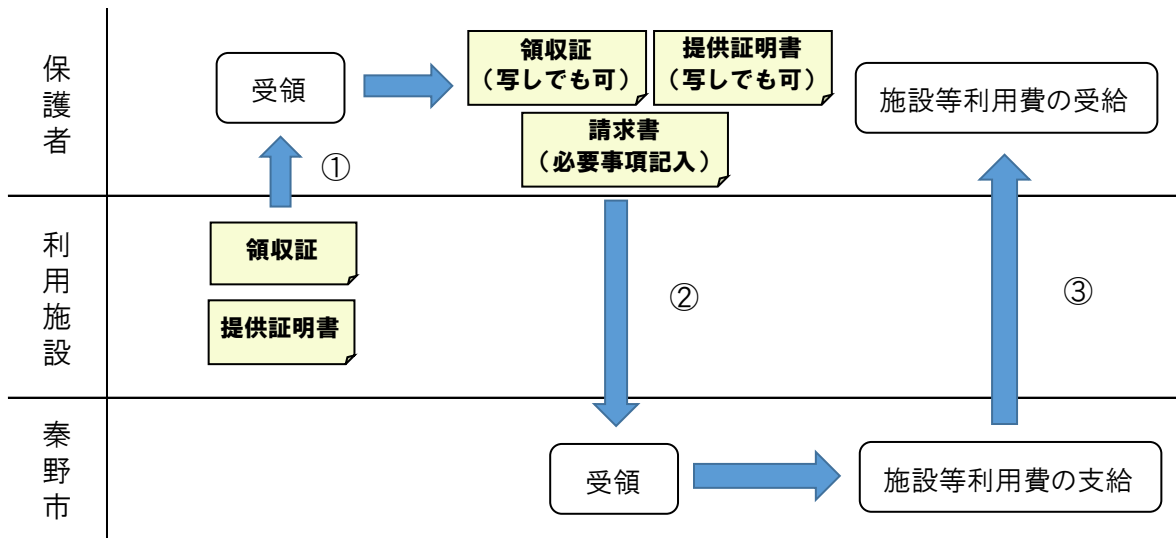 保護者
受領
①
領収証
（写しでも可）
提供証明書
（写しでも可）
請求書
（必要事項記入）
施設等利用費の受給
利用施設
領収証
提供証明書
②
③
秦野市
受領
施設等利用費の支給